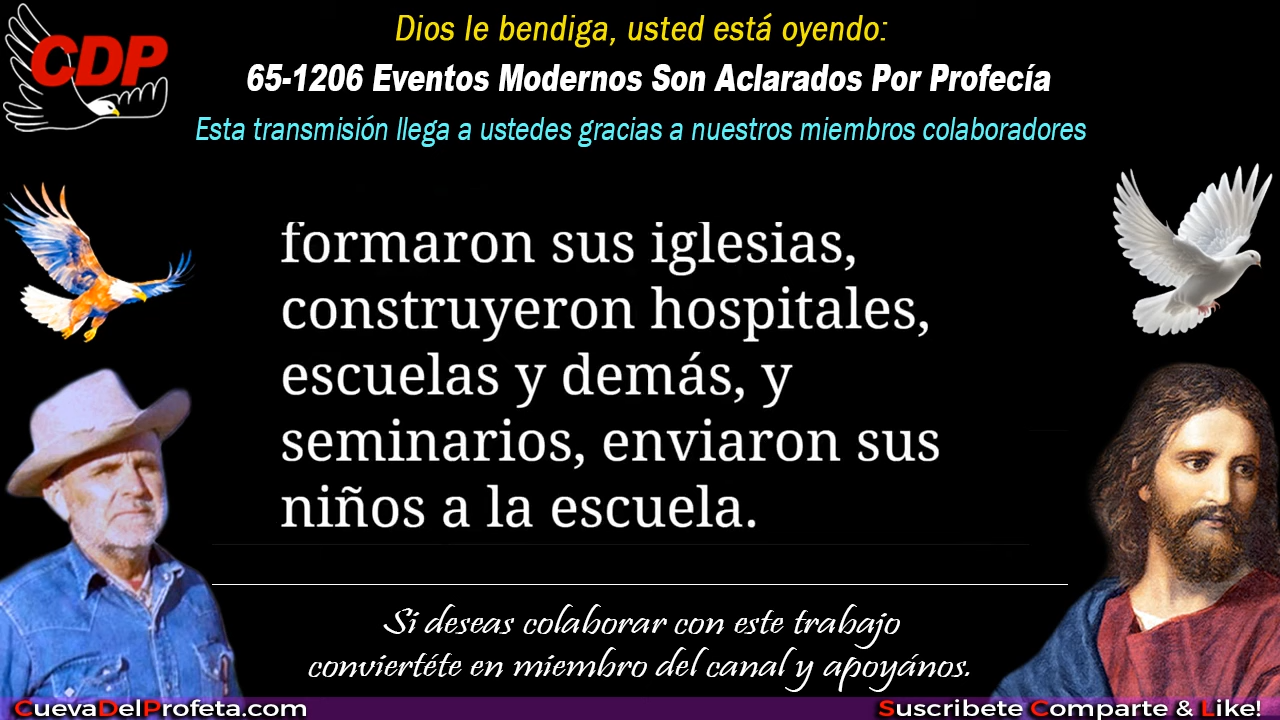 CDP
Dios le bendiga, usted está oyendo:
65-1206 Eventos Modernos Son Aclarados Por Profecía
Esta transmisión llega a ustedes gracias a nuestros miembros colaboradores
formaron sus iglesias,
construyeron hospitales,
escuelas y demás, y
seminarios, enviaron sus
niños a la escuela.
Si deseas colaborar con este trabajo
conviertéte en miembro del canal y apoyános.
CuevaDelProfeta.com
Suscribete Comparte & Like!